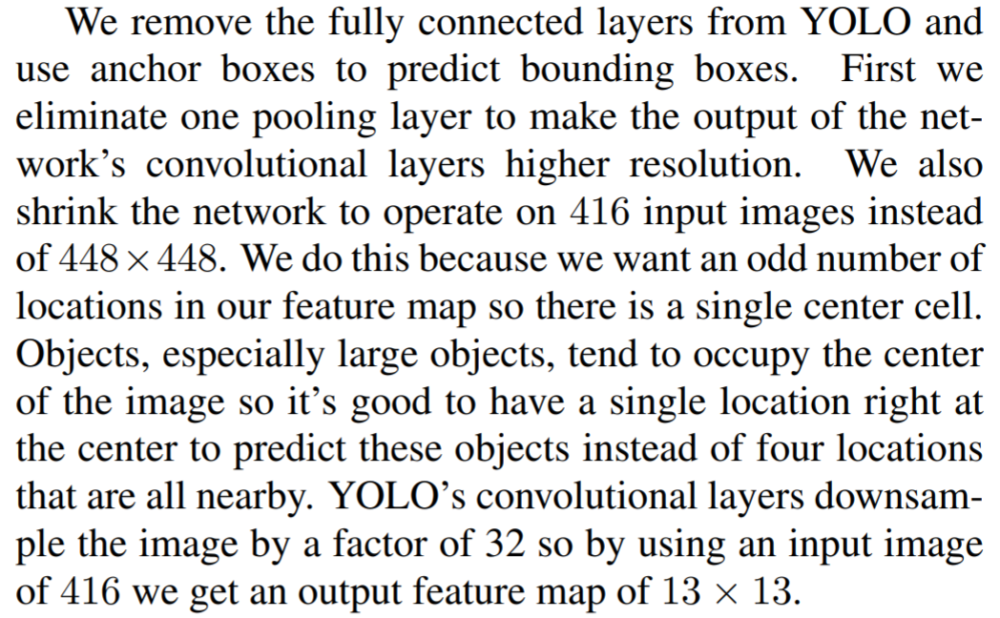 We remove the fully connected layers from YOLO and
use anchor boxes to predict bounding boxes. First we
eliminate one pooling layer to make the output of the net-
work's convolutional layers higher resolution. We also
shrink the network to operate on 416 input images instead
of 448 × 448. We do this because we want an odd number of
locations in our feature map so there is a single center cell.
Objects, especially large objects, tend to occupy the center
of the image so it's good to have a single location right at
the center to predict these objects instead of four locations
that are all nearby. YOLO's convolutional layers downsam-
ple the image by a factor of 32 so by using an input image
of 416 we get an output feature map of 13 × 13.